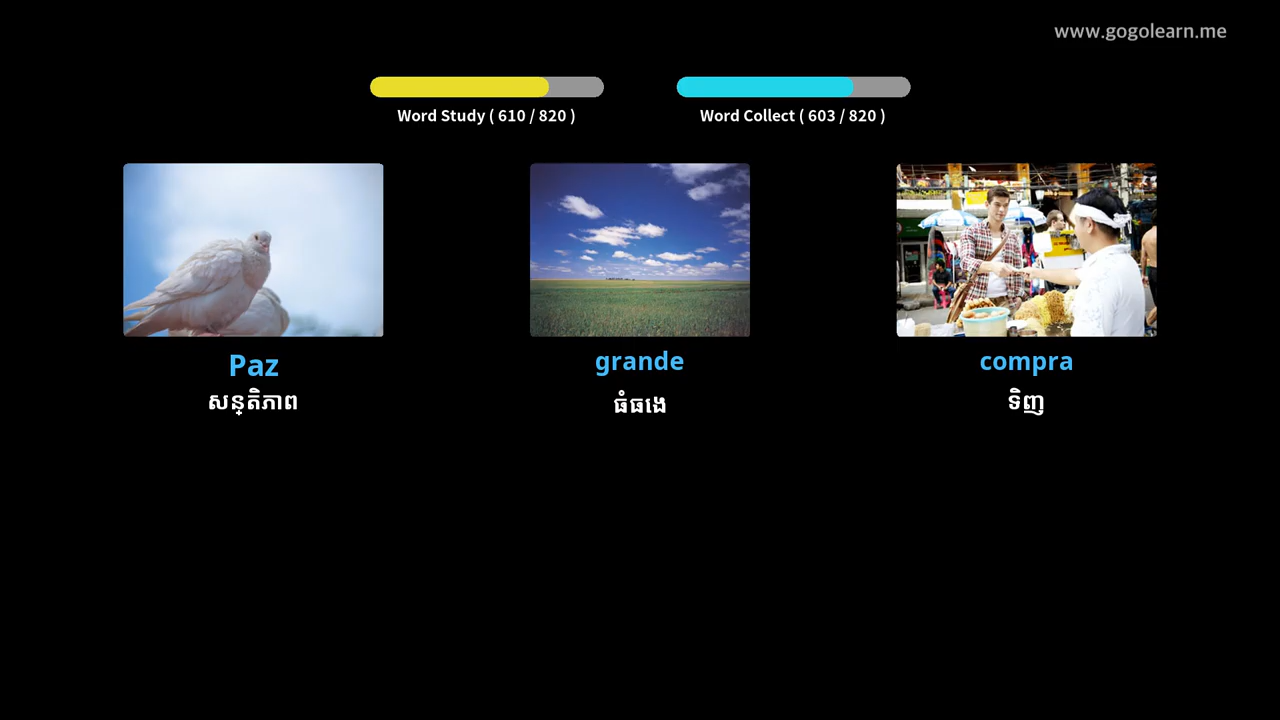 www.gogolearn.me
Word Study ( 610 / 820 )
Word Collect ( 603 / 820 )
Paz
grande
compra
សន្តិភាព
ធំធងេ
ទិញ